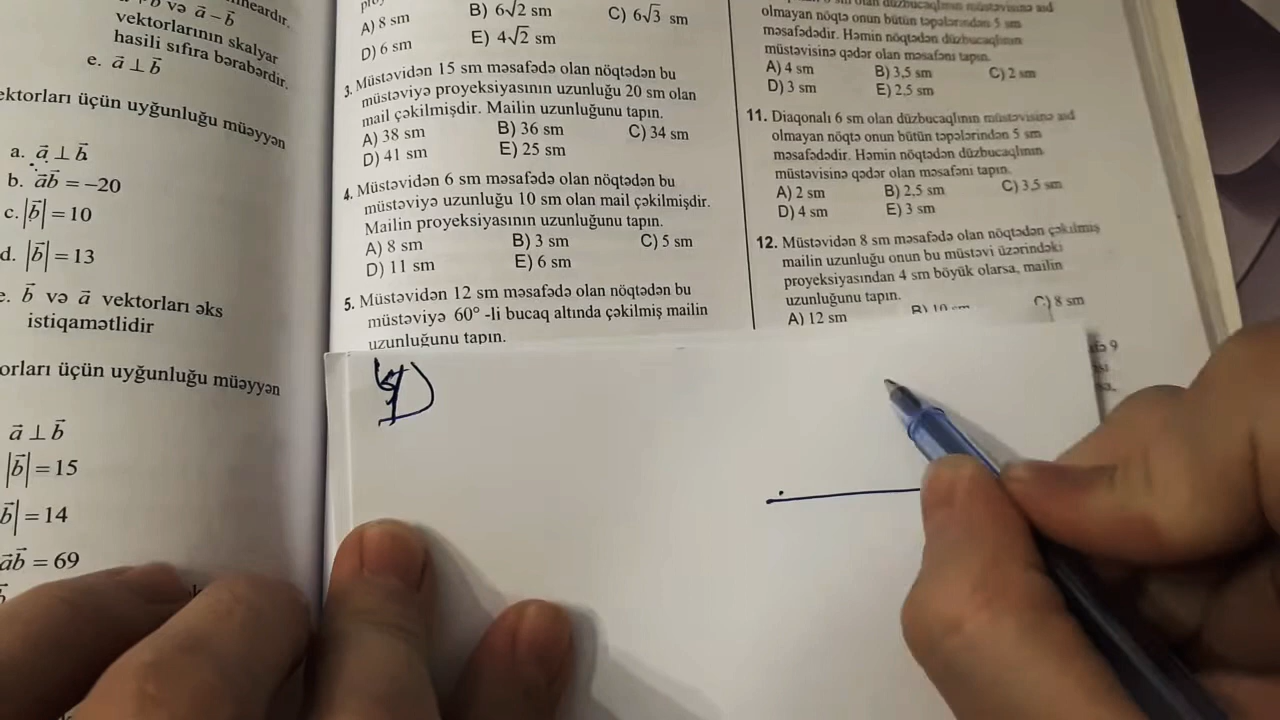 və a⃗ – b⃗
vektorlarının skalyar
hasili sıfıra bərabərdir.
e. a⃗ ⊥ b⃗
ektorları üçün uyğunluğu müəyyən
a. a⃗ ⊥ b⃗
b. a⃗b⃗ = –20
c. |b⃗| = 10
d. |b⃗| = 13
e. b⃗ və a⃗ vektorları əks
istiqamətlidir
orları üçün uyğunluğu müəyyən
a⃗ ⊥ b⃗
|b⃗| = 15
b⃗| = 14
a⃗b⃗ = 69
A) 8 sm B) 6√2 sm C) 6√3 sm
D) 6 sm E) 4√2 sm
3. Müstəvidən 15 sm məsafədə olan nöqtədən bu
müstəviyə proyeksiyasının uzunluğu 20 sm olan
mail çəkilmişdir. Mailin uzunluğunu tapın.
A) 38 sm B) 36 sm C) 34 sm
D) 41 sm E) 25 sm
4. Müstəvidən 6 sm məsafədə olan nöqtədən bu
müstəviyə uzunluğu 10 sm olan mail çəkilmişdir.
Mailin proyeksiyasının uzunluğunu tapın.
A) 8 sm B) 3 sm C) 5 sm
D) 11 sm E) 6 sm
5. Müstəvidən 12 sm məsafədə olan nöqtədən bu
müstəviyə 60° -li bucaq altında çəkilmiş mailin
uzunluğunu tapın.
olmayan nöqtə onun bütün təpələrindən 5 sm
məsafədədir. Həmin nöqtədən düzbucaqlının
müstəvisinə qədər olan məsafəni tapın.
A) 4 sm B) 3,5 sm C) 2 sm
D) 3 sm E) 2,5 sm
11. Diaqonalı 6 sm olan düzbucaqlının müstəvisinə aid
olmayan nöqtə onun bütün təpələrindən 5 sm
məsafədədir. Həmin nöqtədən düzbucaqlının
müstəvisinə qədər olan məsafəni tapın.
A) 2 sm B) 2,5 sm C) 3,5 sm
D) 4 sm E) 3 sm
12. Müstəvidən 8 sm məsafədə olan nöqtədən çəkilmiş
mailin uzunluğu onun bu müstəvi üzərindəki
proyeksiyasından 4 sm böyük olarsa, mailin
uzunluğunu tapın.
A) 12 sm B) 10 sm C) 8 sm